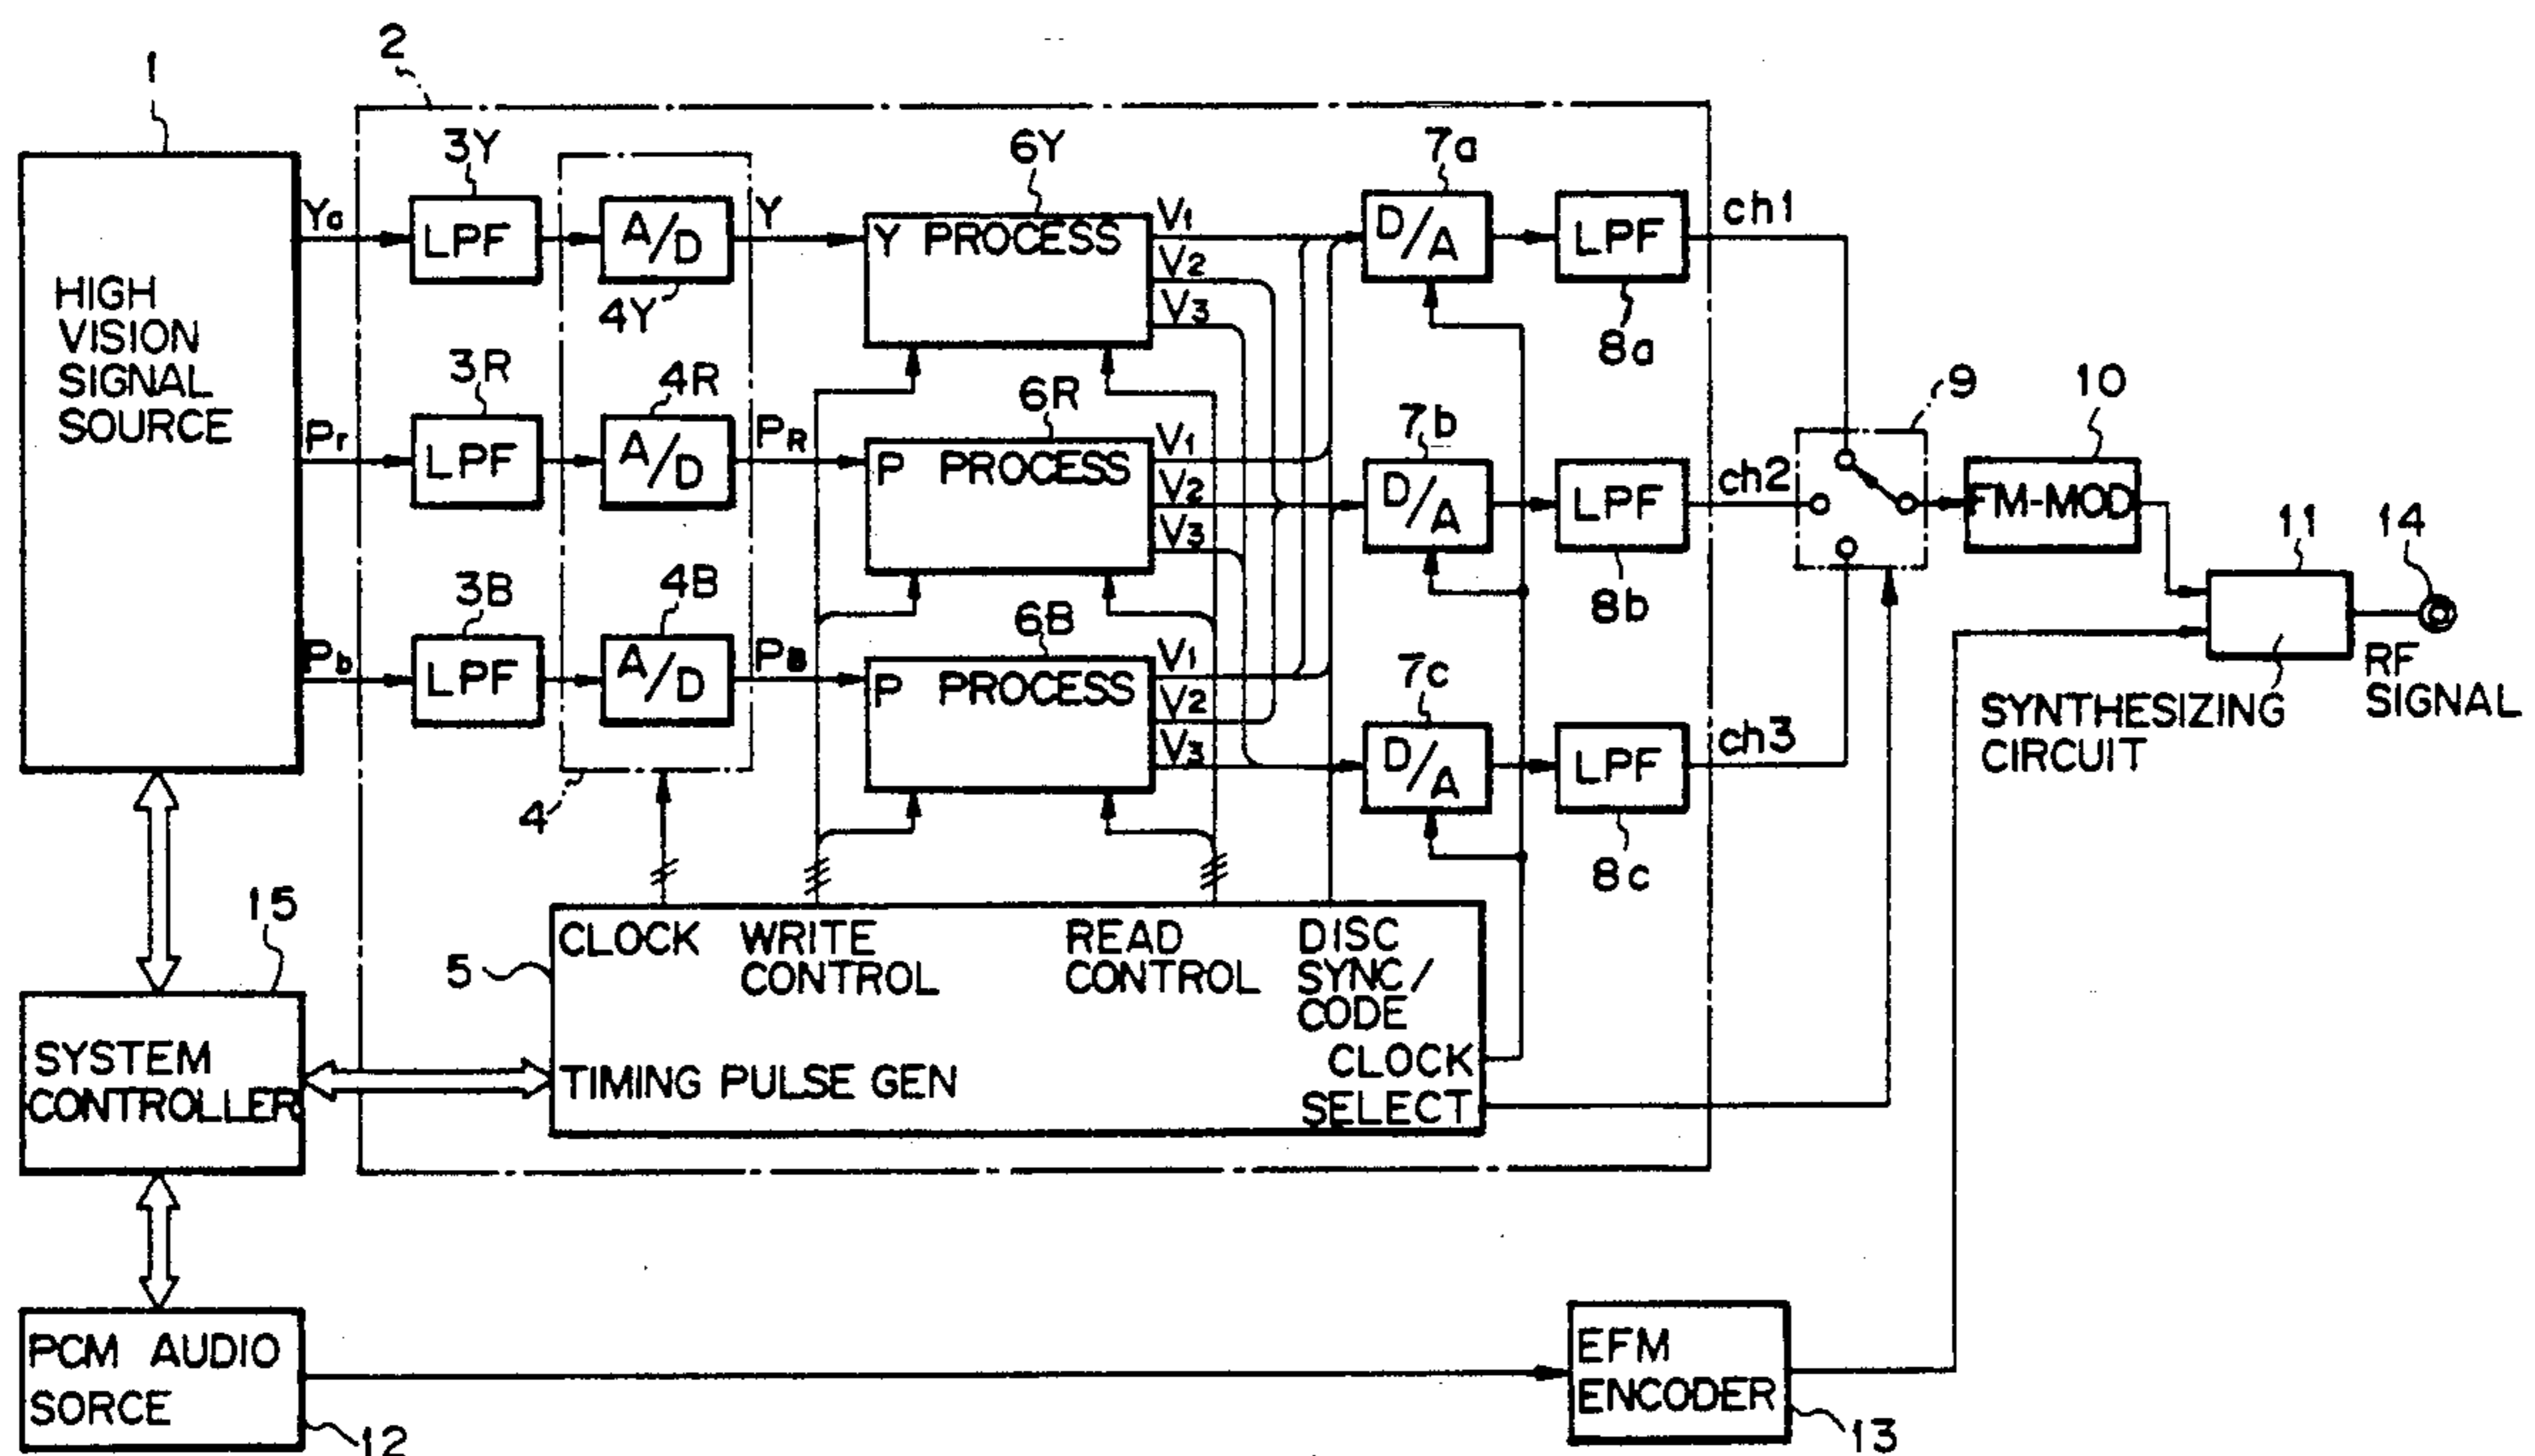 1
2
3Y
6Y
7a
Ya
LPF
A/D
Y
Y PROCESS
V1
V2
V3
D/A
LPF
ch1
4Y
8a
HIGH
VISION
SIGNAL
SOURCE
3R
4R
6R
7b
9
10
Pr
LPF
A/D
PR
P PROCESS
V1
V2
V3
D/A
LPF
ch2
FM-MOD
11
14
8b
3B
4B
6B
7c
Pb
LPF
A/D
PB
P PROCESS
V1
V2
V3
D/A
LPF
ch3
RF
SIGNAL
SYNTHESIZING
CIRCUIT
4
8c
15
5
CLOCK
WRITE
CONTROL
READ
CONTROL
DISC
SYNC/
CODE
CLOCK
SELECT
TIMING PULSE GEN
SYSTEM
CONTROLLER
PCM AUDIO
SORCE
12
EFM
ENCODER
13